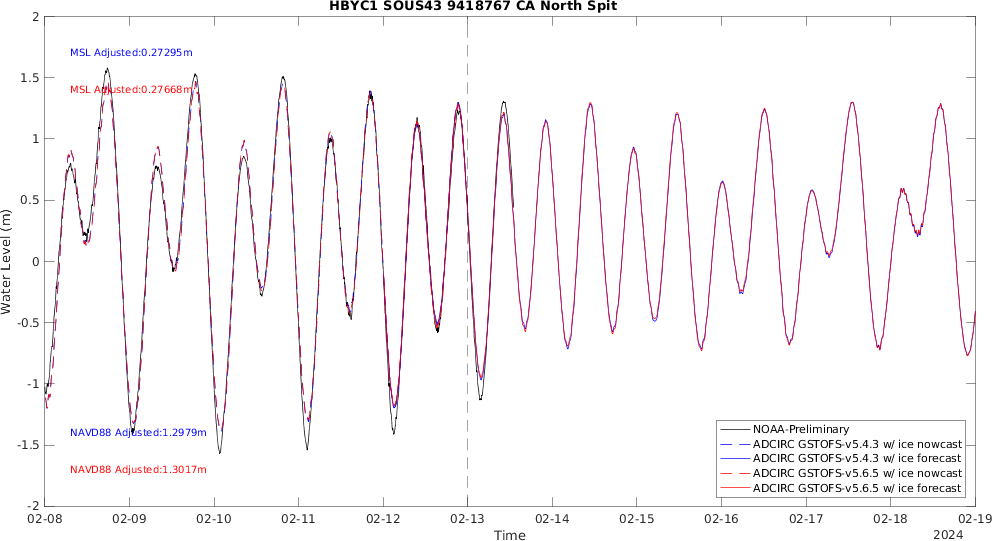 HBYC1 SOUS43 9418767 CA North Spit
2
1.5
1
0.5
0
-0.5
-1
-1.5
-2
Water Level (m)
MSL Adjusted:0.27295m
MSL Adjusted:0.27668m
NAVD88 Adjusted:1.2979m
NAVD88 Adjusted:1.3017m
NOAA-Preliminary
ADCIRC GSTOFS-v5.4.3 w/ ice nowcast
ADCIRC GSTOFS-v5.4.3 w/ ice forecast
ADCIRC GSTOFS-v5.6.5 w/ ice nowcast
ADCIRC GSTOFS-v5.6.5 w/ ice forecast
02-08 02-09 02-10 02-11 02-12 02-13 02-14 02-15 02-16 02-17 02-18 02-19
Time
2024